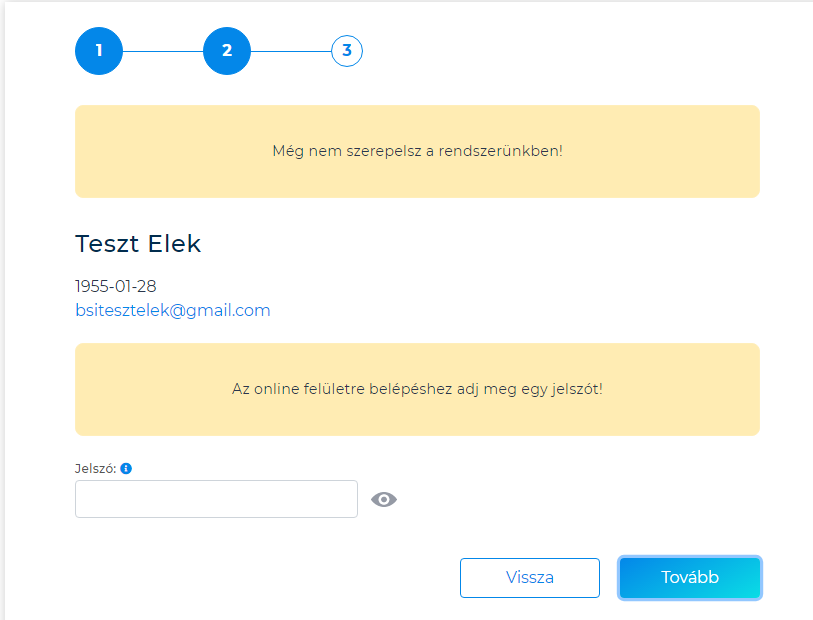 1 2 3
Még nem szerepelsz a rendszerünkben!
Teszt Elek
1955-01-28
bsitesztelek@gmail.com
Az online felületre belépéshez adj meg egy jelszót!
Jelszó:
Vissza Tovább